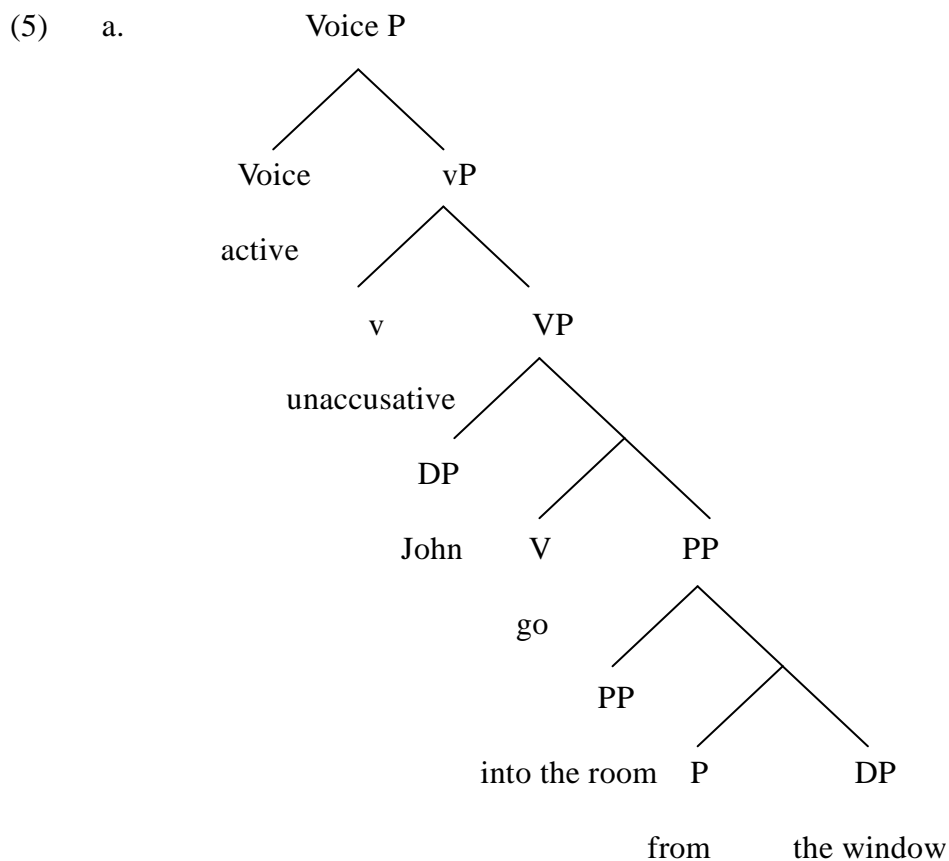 (5) a. Voice P
Voice vP
active
v VP
unaccusative
DP
John V PP
go
PP
into the room P DP
from the window